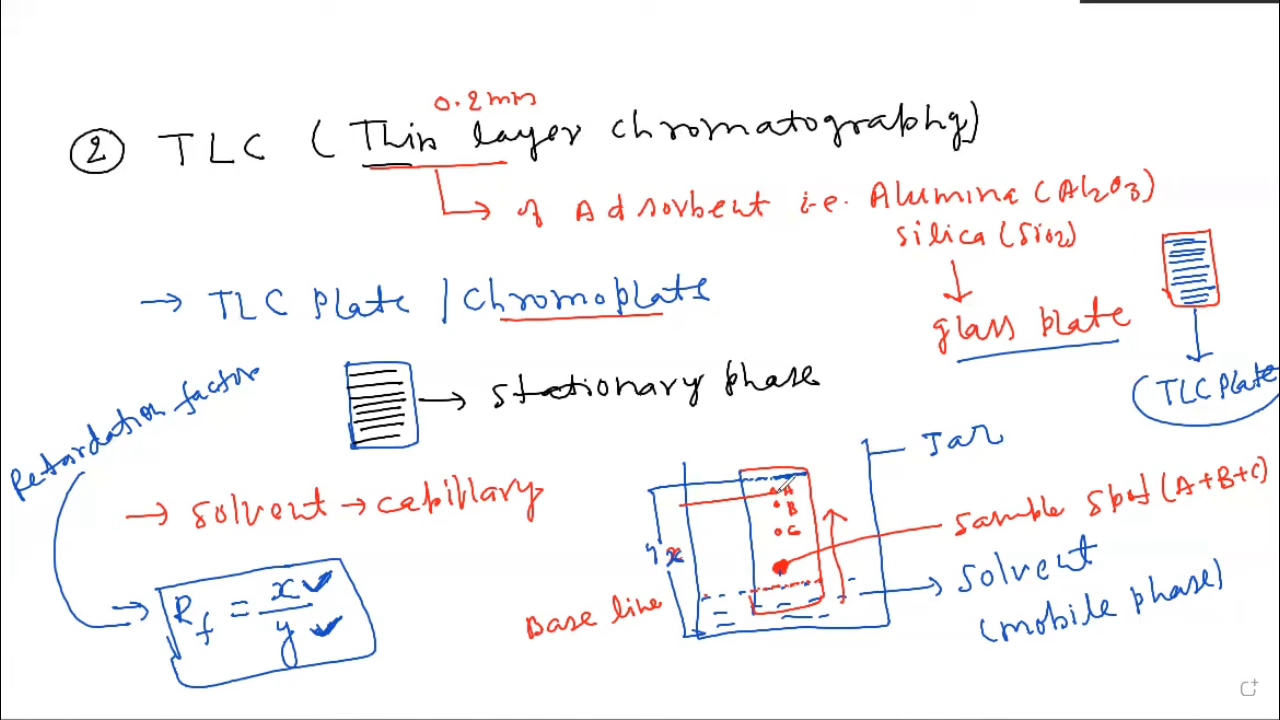 0.2mm
② TLC (Thin layer chromatography)
of Adsorbent i.e. Alumina (Al2O3)
silica (SiO2)
→ TLC Plate / Chromoplate
glass plate
(TLC Plate
Retardation factor
→ stationary phase
Jar
→ solvent → capillary
A
B
C
sample spot (A+B+C)
y x
→ solvent
(mobile phase)
Base line
→ Rf = x/y